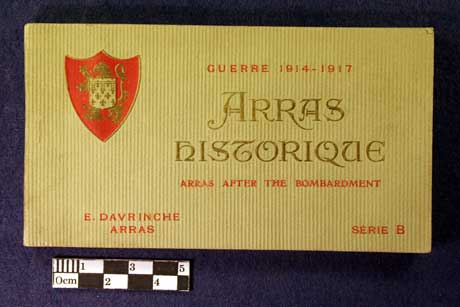 GUERRE 1914-1917
ARRAS
HISTORIQUE
ARRAS AFTER THE BOMBARDMENT
E. DAVRINCHE
ARRAS
SÉRIE B
1 3 5
0cm 2 4